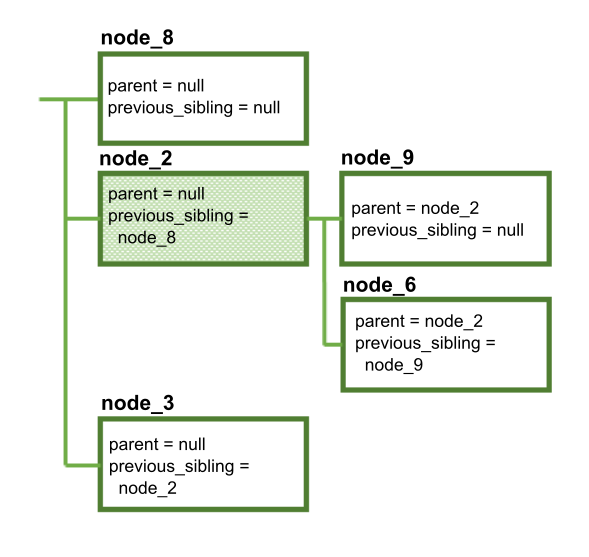 node_8
parent = null
previous_sibling = null
node_2
parent = null
previous_sibling =
node_8
node_9
parent = node_2
previous_sibling = null
node_6
parent = node_2
previous_sibling =
node_9
node_3
parent = null
previous_sibling =
node_2